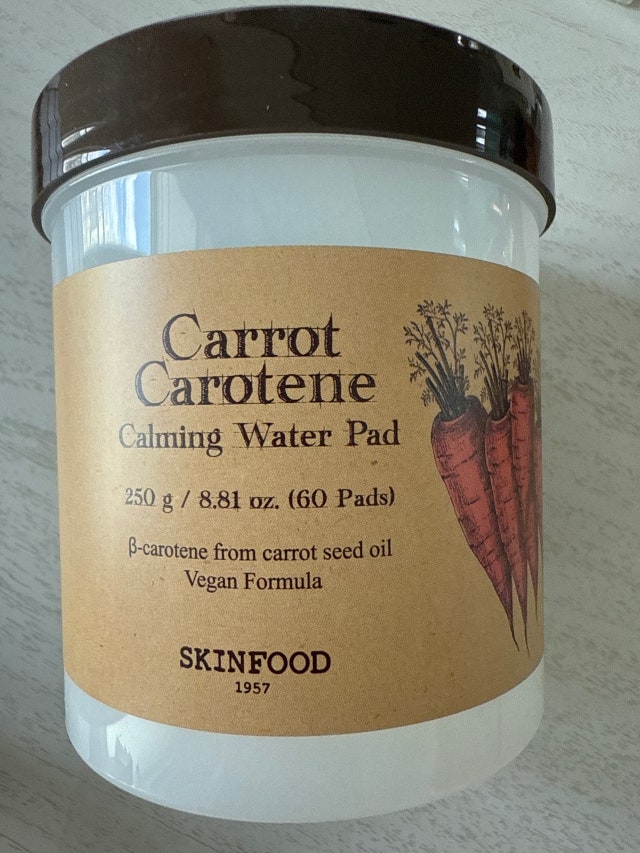 Carrot
Carotene
Calming Water Pad
250 g / 8.81 oz. (60 Pads)
β-carotene from carrot seed oil
Vegan Formula
SKINFOOD
1957